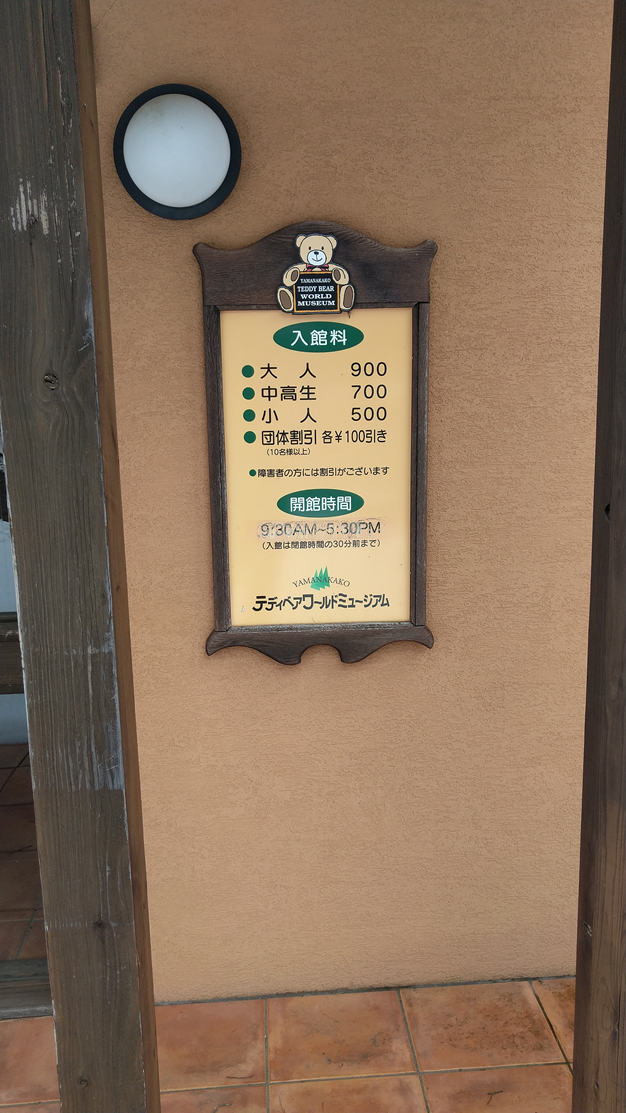 YAMANAKAKO
TEDDY BEAR
WORLD
MUSEUM
入館料
●大　人　900
●中高生　700
●小　人　500
●団体割引 各¥100引き
（10名様以上）
●障害者の方には割引がございます
開館時間
9:30AM~5:30PM
（入館は閉館時間の30分前まで）
YAMANAKAKO
テディベアワールドミュージアム